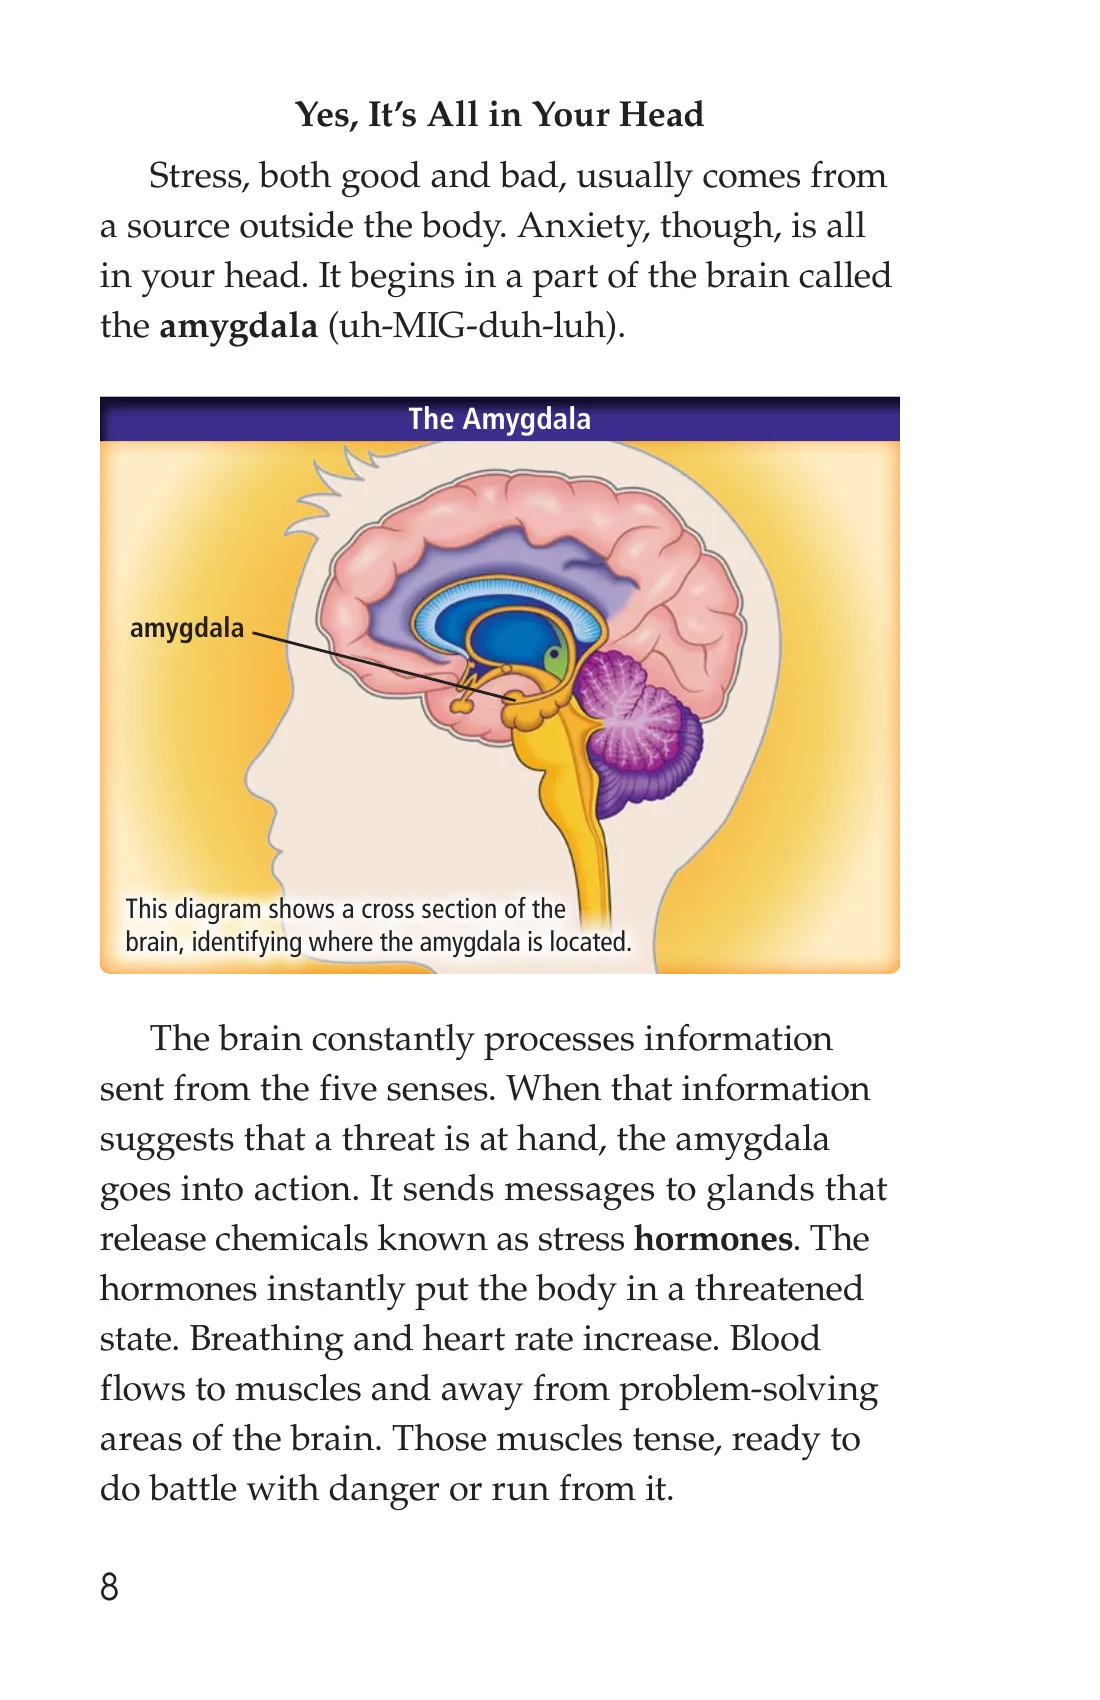 Yes, It’s All in Your Head
Stress, both good and bad, usually comes from
a source outside the body. Anxiety, though, is all
in your head. It begins in a part of the brain called
the amygdala (uh-MIG-duh-luh).
The Amygdala
amygdala
This diagram shows a cross section of the
brain, identifying where the amygdala is located.
The brain constantly processes information
sent from the five senses. When that information
suggests that a threat is at hand, the amygdala
goes into action. It sends messages to glands that
release chemicals known as stress hormones. The
hormones instantly put the body in a threatened
state. Breathing and heart rate increase. Blood
flows to muscles and away from problem-solving
areas of the brain. Those muscles tense, ready to
do battle with danger or run from it.
8